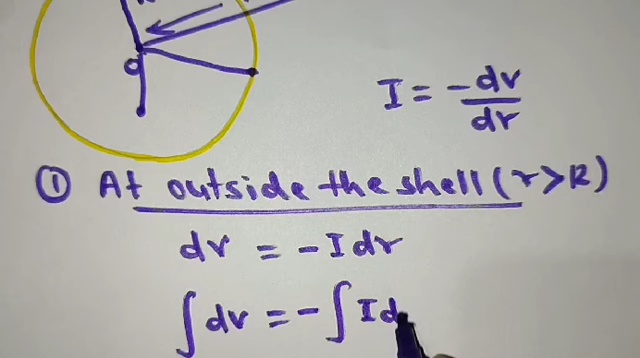 O
I = -dv/dr
① At outside the shell (r>R)
dv = -Idr
∫dv = -∫Id